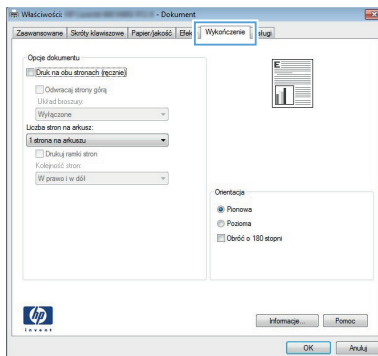 Właściwości: - Dokument
Zaawansowane Skróty klawiszowe Papier/jakość Efek Wykończenie sługi
Opcje dokumentu
Druk na obu stronach (ręcznie)
Odwracaj strony górą
Układ broszury:
Wyłączone
Liczba stron na arkusz:
1 strona na arkuszu
Drukuj ramki stron
Kolejność stron:
W prawo i w dół
E
Orientacja
Pionowa
Pozioma
Obróć o 180 stopni
hp
invent
Informacje... Pomoc
OK Anuluj